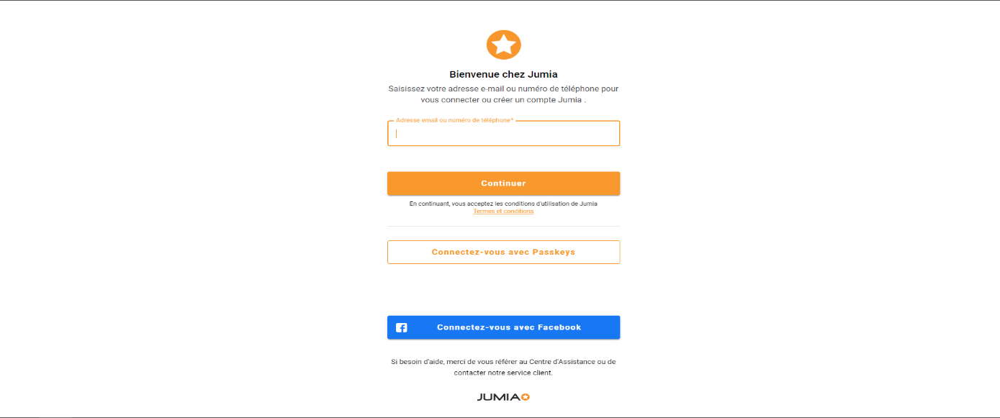 Bienvenue chez Jumia
Saisissez votre adresse e-mail ou numéro de téléphone pour
vous connecter ou créer un compte Jumia .
Adresse email ou numéro de téléphone*
Continuer
En continuant, vous acceptez les conditions d'utilisation de Jumia
Termes et conditions
Connectez-vous avec Passkeys
Connectez-vous avec Facebook
Si besoin d'aide, merci de vous référer au Centre d'Assistance ou de
contacter notre service client.
JUMIA